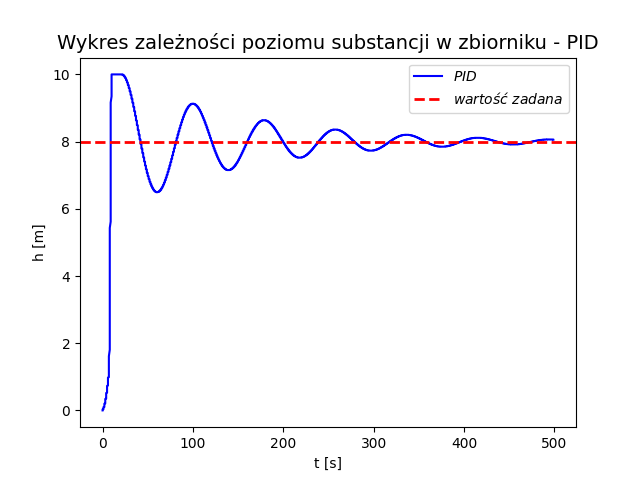 Wykres zależności poziomu substancji w zbiorniku - PID
PID
wartość zadana
h [m]
10
8
6
4
2
0
0 100 200 300 400 500
t [s]